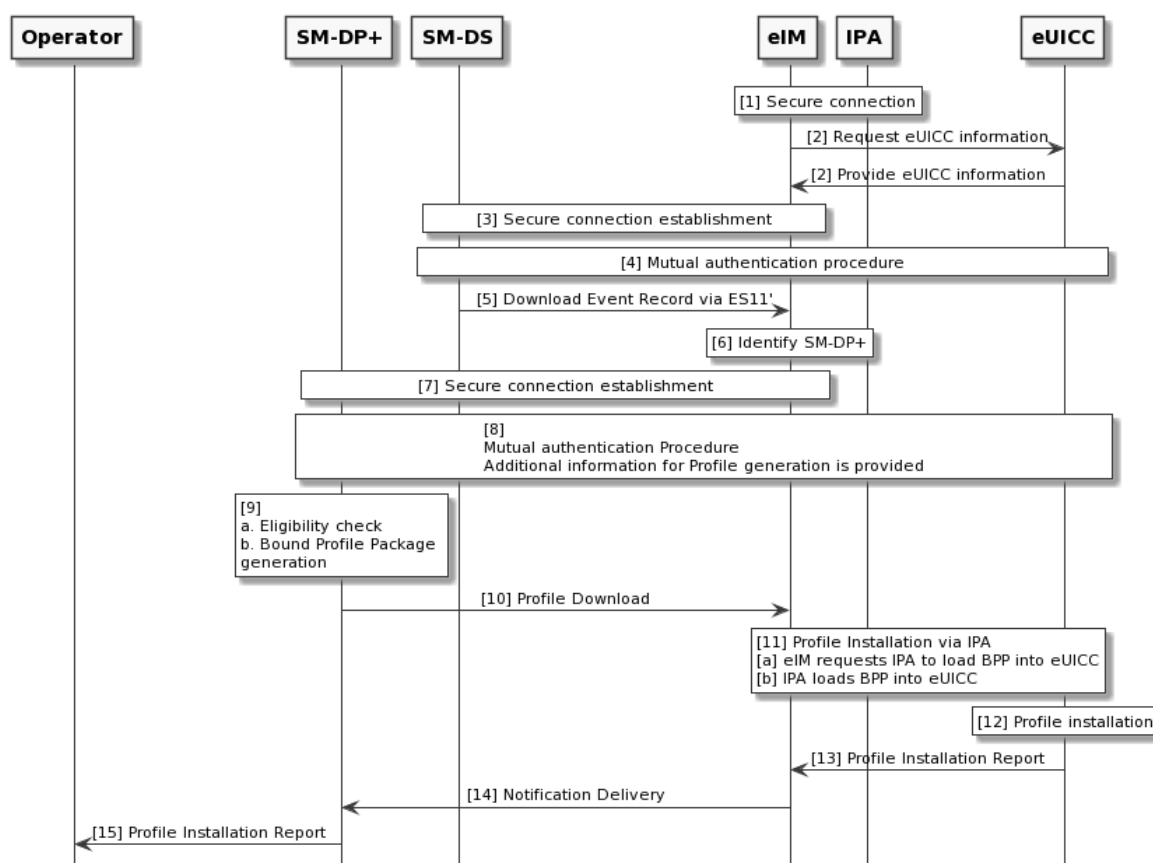 Operator
SM-DP+
SM-DS
eIM
IPA
eUICC
[1] Secure connection
[2] Request eUICC information
[2] Provide eUICC information
[3] Secure connection establishment
[4] Mutual authentication procedure
[5] Download Event Record via ES11'
[6] Identify SM-DP+
[7] Secure connection establishment
[8]
Mutual authentication Procedure
Additional information for Profile generation is provided
[9]
a. Eligibility check
b. Bound Profile Package
generation
[10] Profile Download
[11] Profile Installation via IPA
[a] eIM requests IPA to load BPP into eUICC
[b] IPA loads BPP into eUICC
[12] Profile installation
[13] Profile Installation Report
[14] Notification Delivery
[15] Profile Installation Report